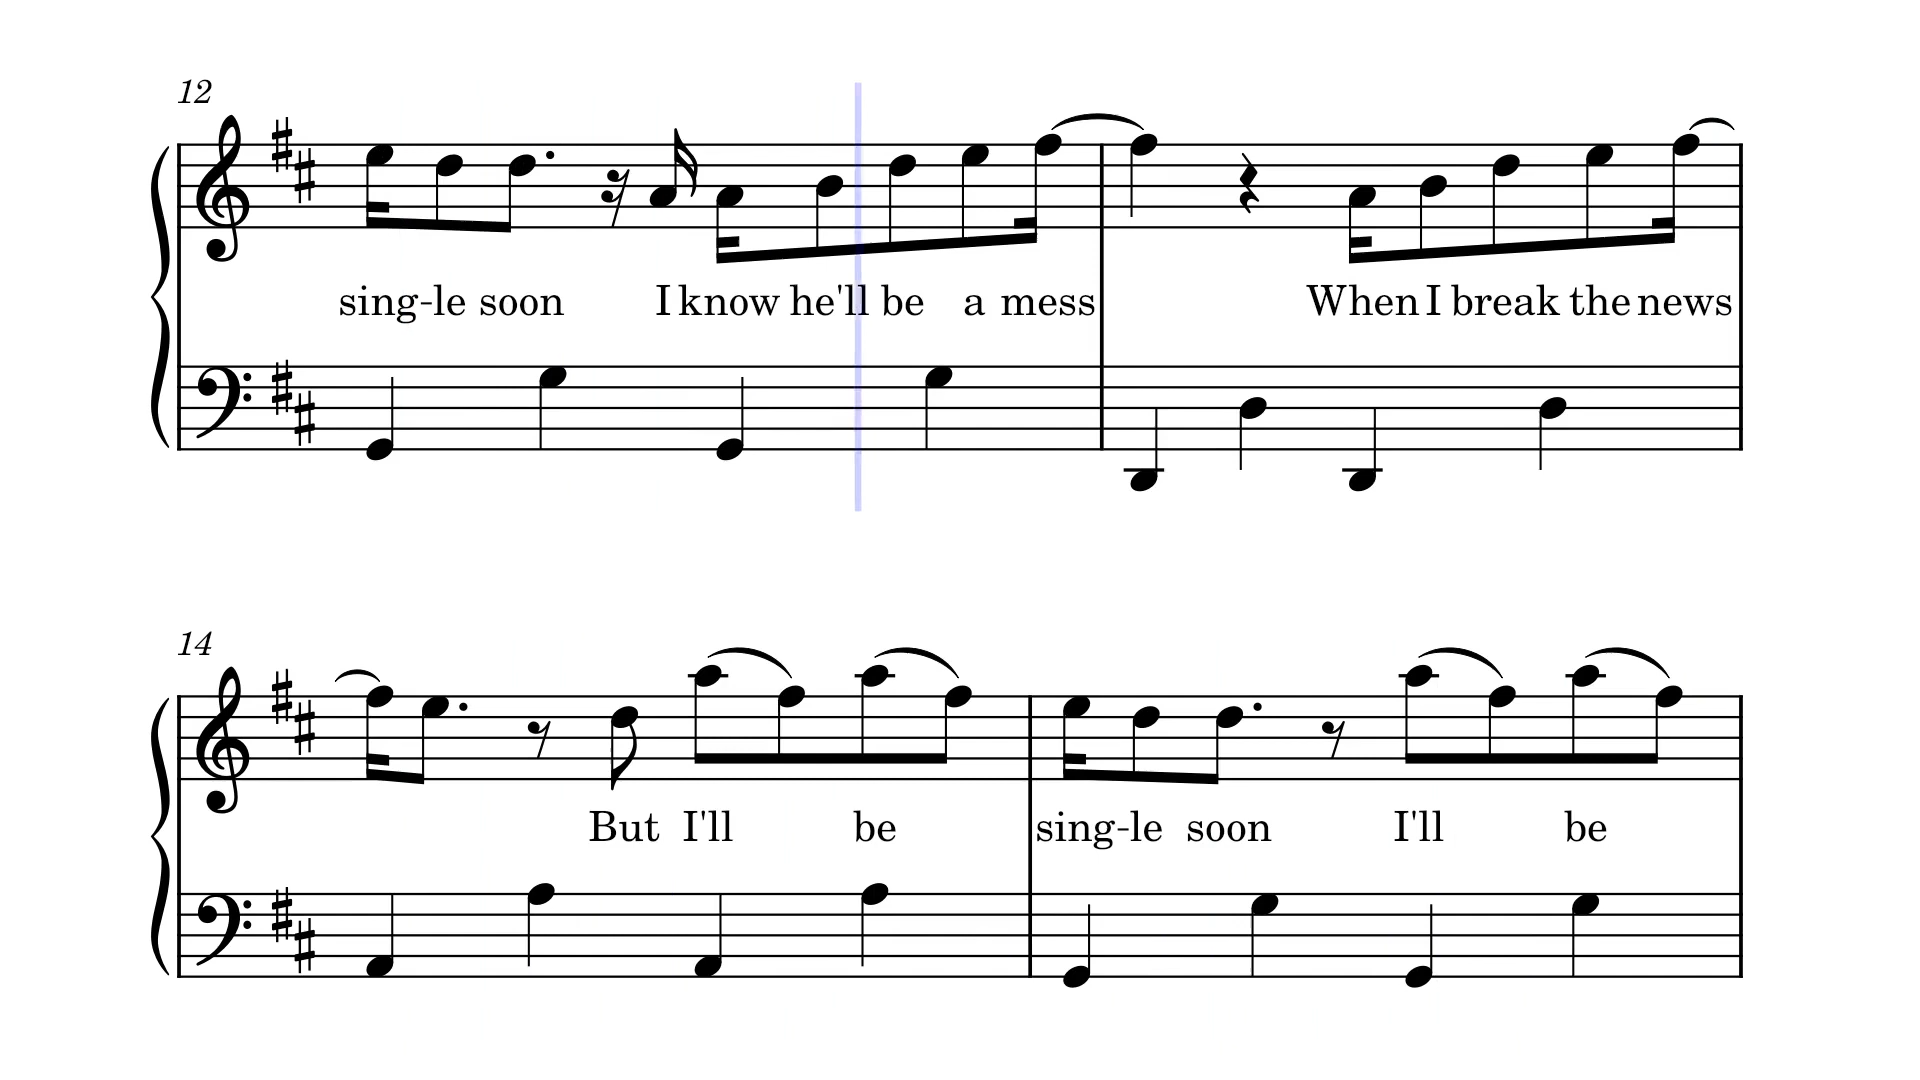 12
sing-le soon I know he'll be a mess When I break the news
14
But I'll be sing-le soon I'll be